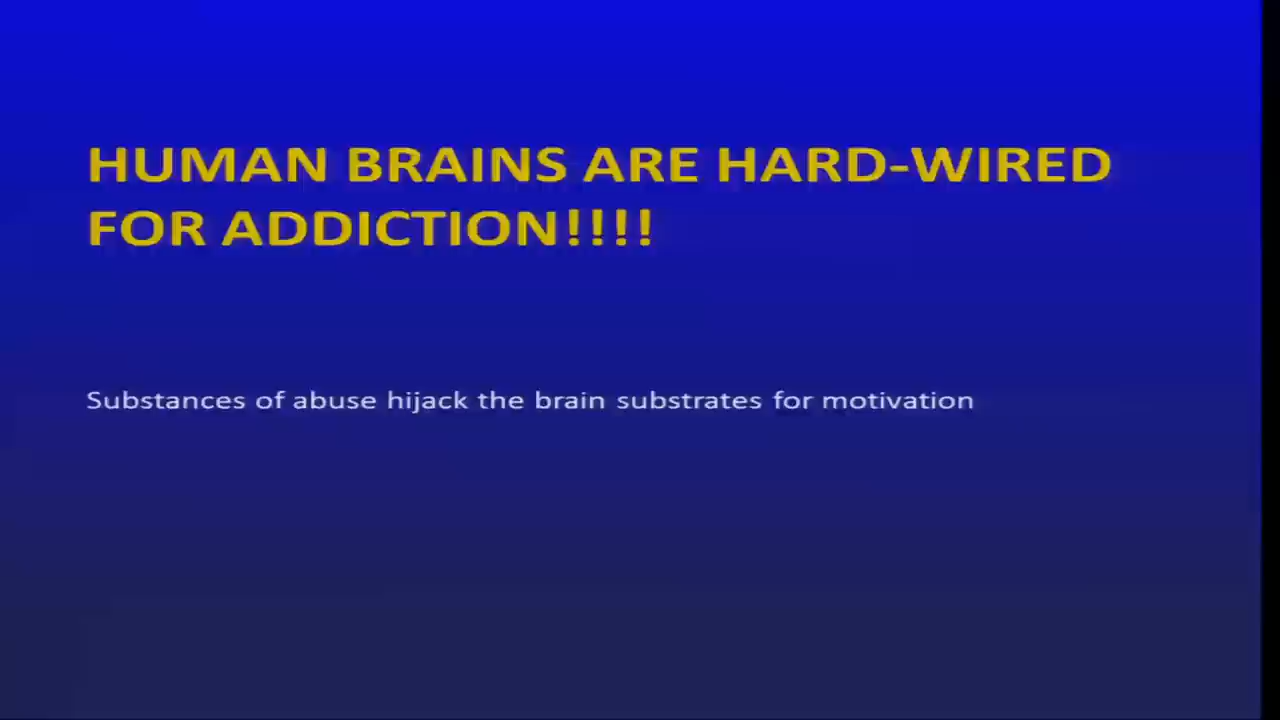 HUMAN BRAINS ARE HARD-WIRED
FOR ADDICTION!!!!
Substances of abuse hijack the brain substrates for motivation